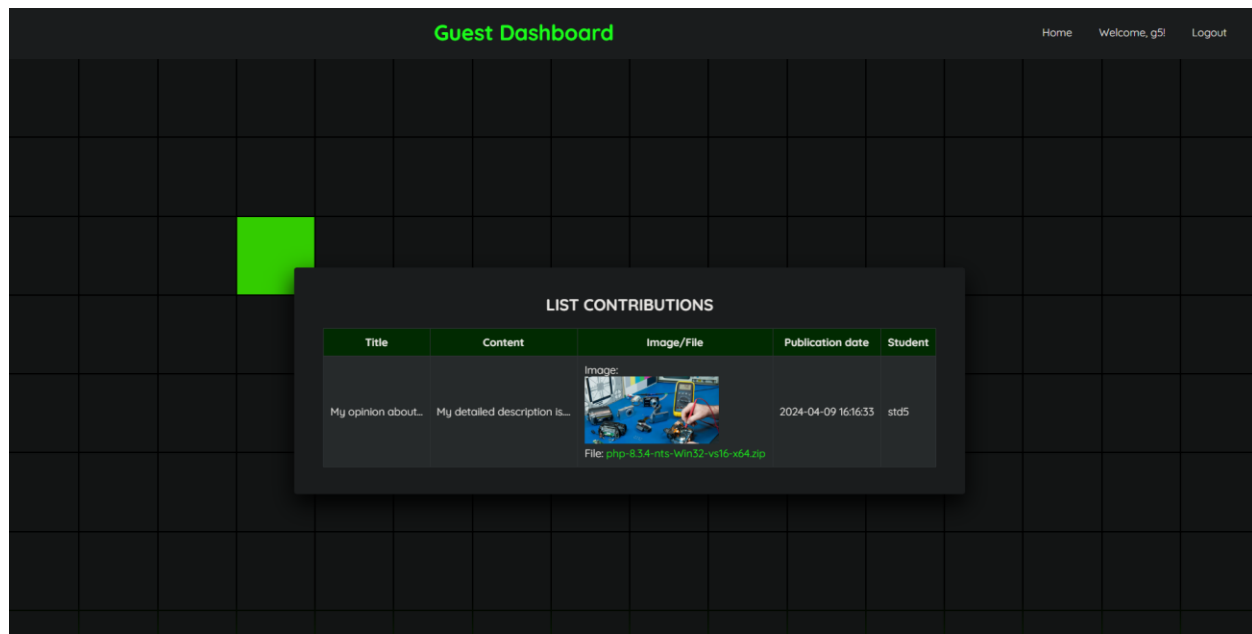 Guest Dashboard
Home Welcome, g5! Logout
LIST CONTRIBUTIONS
Title Content Image/File Publication date Student
Image:
My opinion about... My detailed description is... 2024-04-09 16:16:33 std5
File: php-8.3.4-nts-Win32-vs16-x64.zip